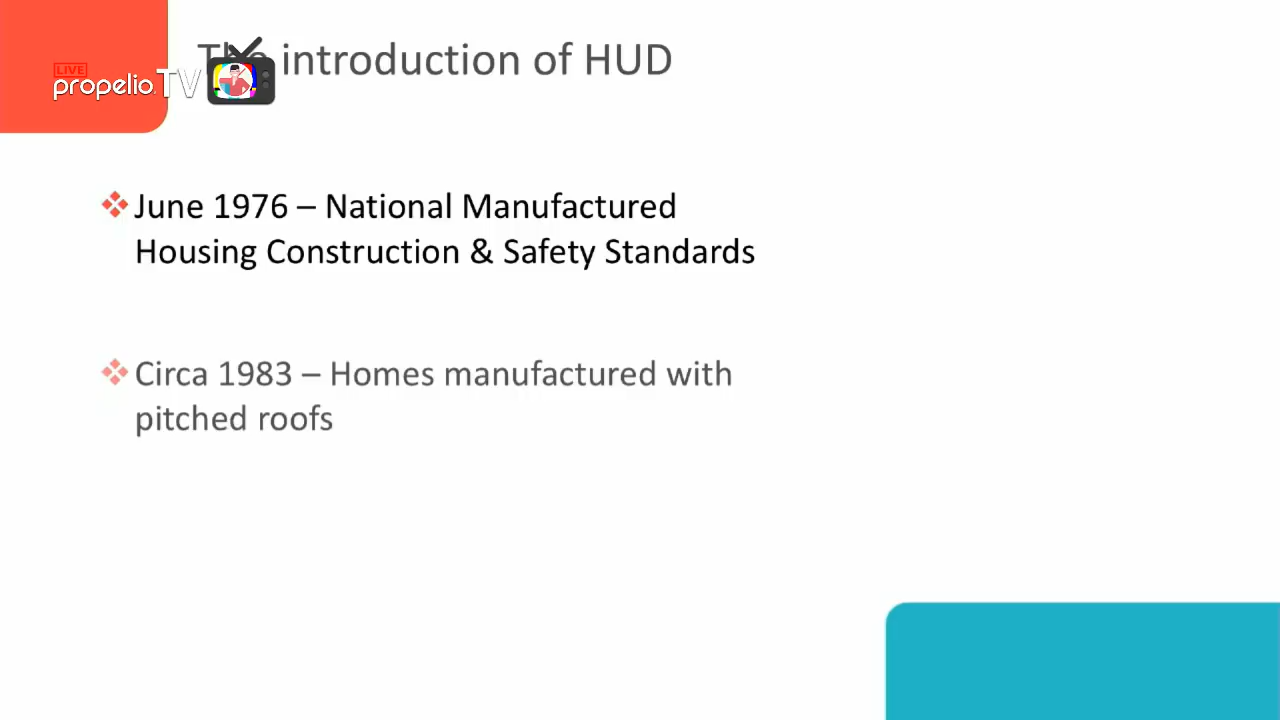 The introduction of HUD
LIVE
propelio.TV
June 1976 – National Manufactured
Housing Construction & Safety Standards
Circa 1983 – Homes manufactured with
pitched roofs